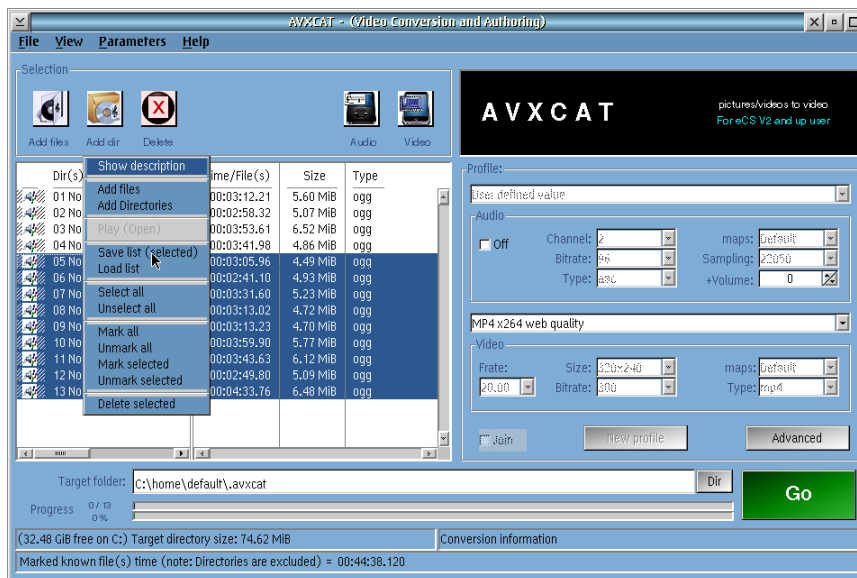 AVXCAT - (Video Conversion and Authoring)
File View Parameters Help
Selection
Add files Add dir Delete Audio Video
AVXCAT
pictures/videos to video
For eCS V2 and up user
Dir(s) ime/File(s) Size Type
01 No 00:03:12.21 5.60 MiB ogg
02 No 00:02:58.32 5.07 MiB ogg
03 No 00:03:53.61 6.52 MiB ogg
04 No 00:03:41.98 4.86 MiB ogg
05 No 00:03:05.96 4.49 MiB ogg
06 No 00:02:41.10 4.93 MiB ogg
07 No 00:03:31.60 5.23 MiB ogg
08 No 00:03:13.02 4.72 MiB ogg
09 No 00:03:13.23 4.70 MiB ogg
10 No 00:03:59.90 5.77 MiB ogg
11 No 00:03:43.63 6.12 MiB ogg
12 No 00:02:49.80 5.09 MiB ogg
13 No 00:04:33.76 6.48 MiB ogg
Show description
Add files
Add Directories
Play (Open)
Save list (selected)
Load list
Select all
Unselect all
Mark all
Unmark all
Mark selected
Unmark selected
Delete selected
Profile:
User defined value
Audio
Off
Channel: 2 maps: Default
Bitrate: 96 Sampling: 22050
Type: aac +Volume: 0
MP4 x264 web quality
Video
Frate: Size: 320x240 maps: Default
20.00 Bitrate: 300 Type: mp4
Join New profile Advanced
Target folder: C:\home\default\.avxcat Dir
Go
Progress 0 / 13
0 %
(32.48 GiB free on C:) Target directory size: 74.62 MiB Conversion information
Marked known file(s) time (note: Directories are excluded) = 00:44:38.120